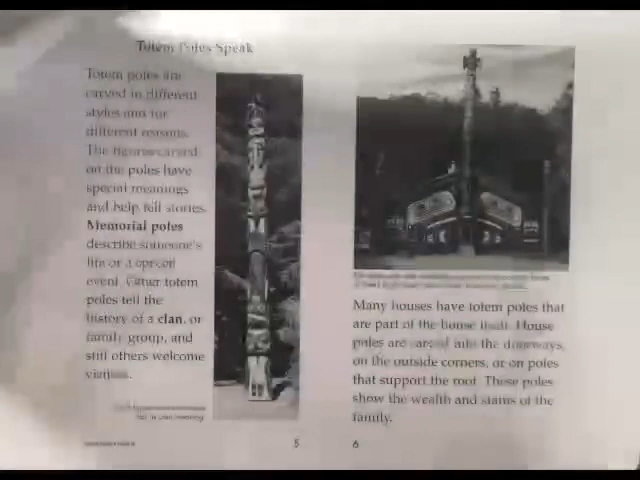 Totem Poles Speak
Totem poles are
carved in different
styles and for
different reasons.
The figures carved
on the poles have
special meanings
and help tell stories.
Memorial poles
describe someone's
life or a special
event. Other totem
poles tell the
history of a clan, or
family group, and
still others welcome
visitors.
5
Many houses have totem poles that
are part of the house itself. House
poles are carved into the doorways,
on the outside corners, or on poles
that support the roof. These poles
show the wealth and status of the
family.
6